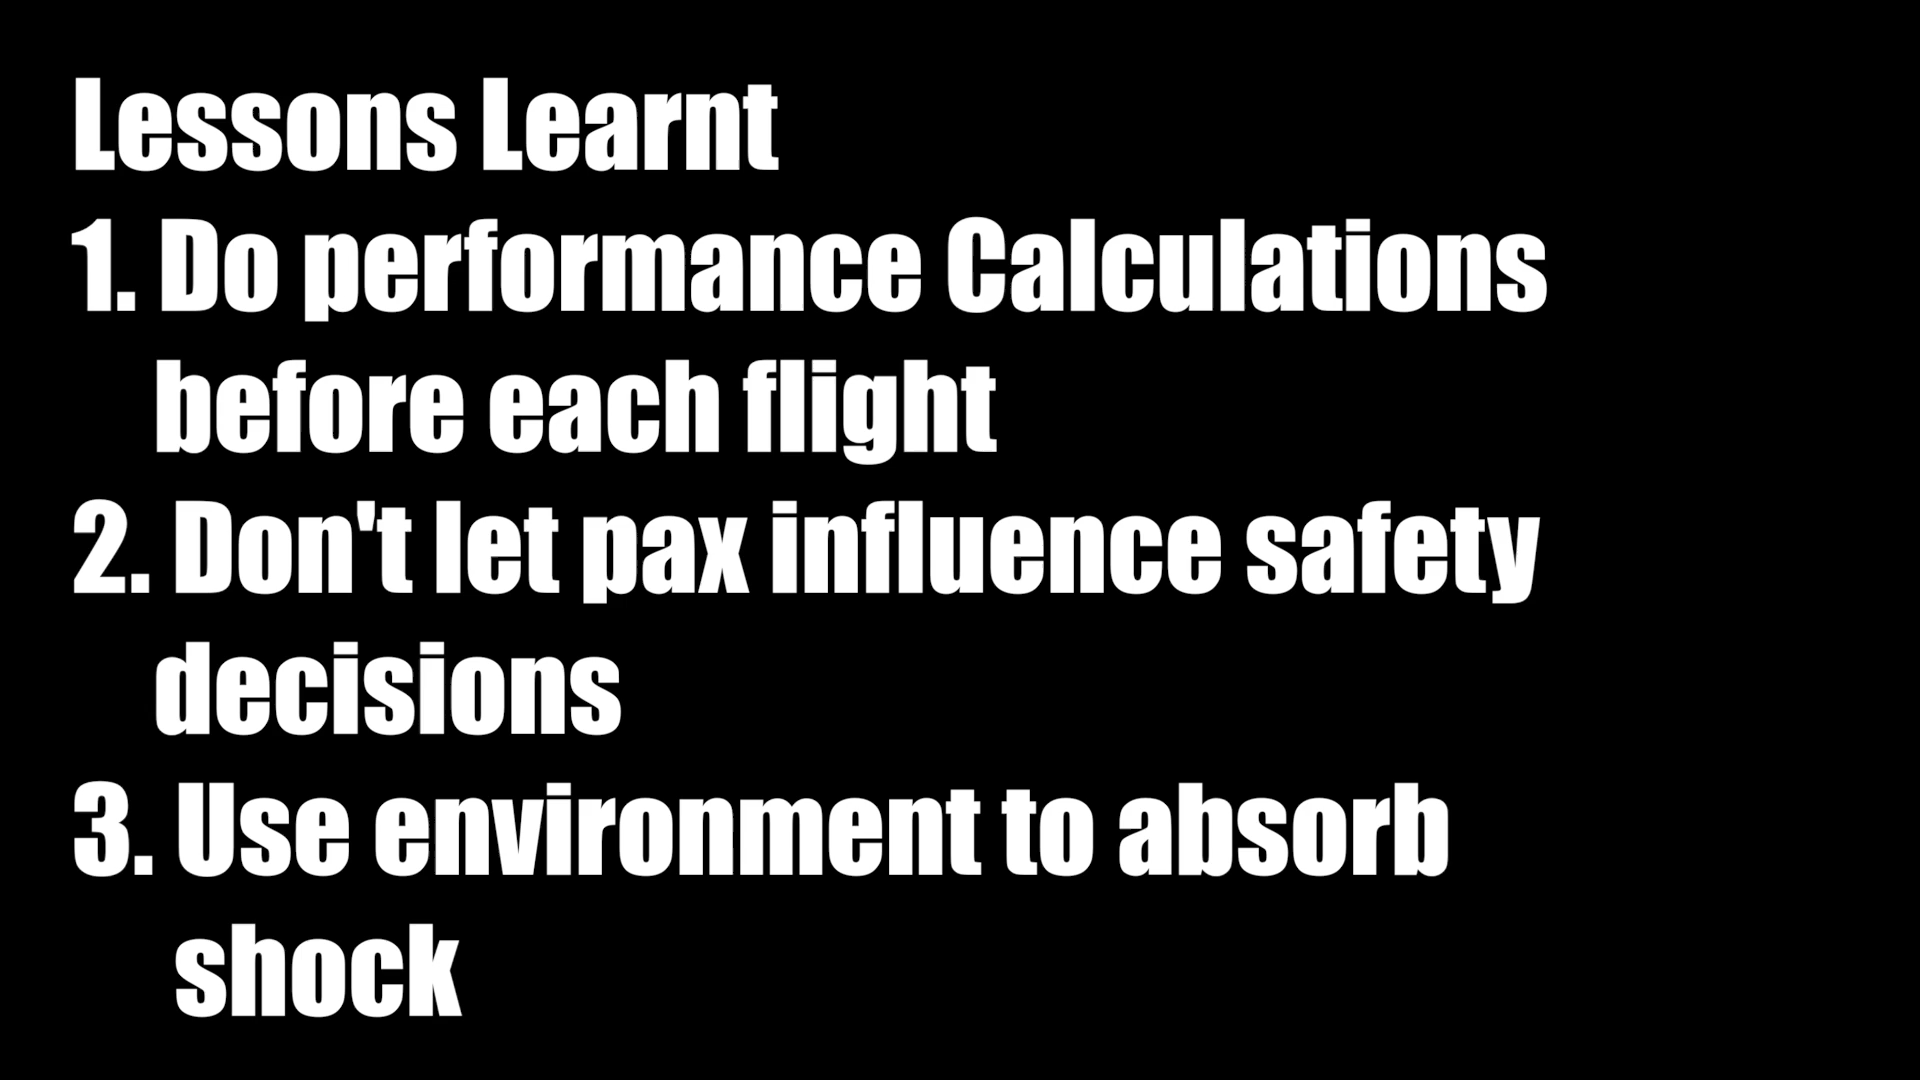 Lessons Learnt
1. Do performance Calculations
before each flight
2. Don't let pax influence safety
decisions
3. Use environment to absorb
shock